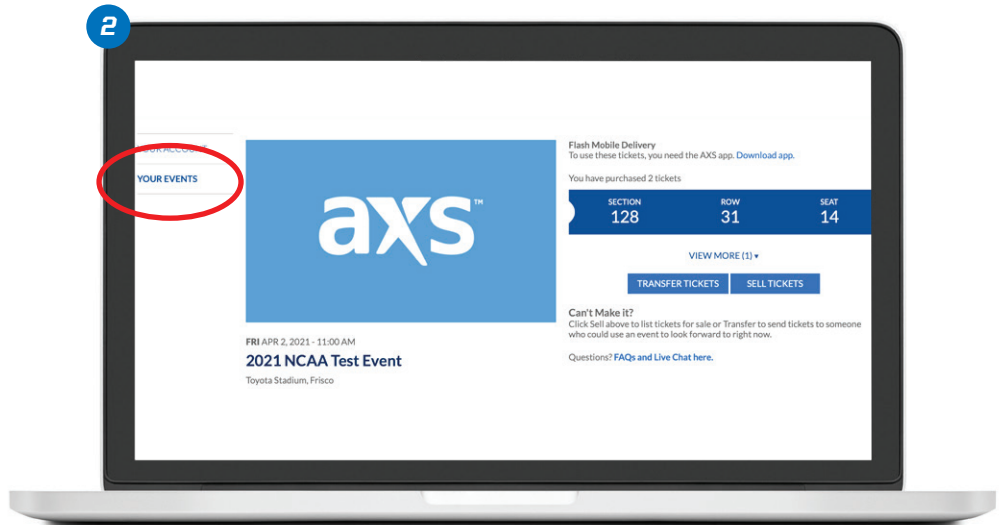 2
YOUR ACCOUNT
YOUR EVENTS
axs™
FRI APR 2, 2021 - 11:00 AM
2021 NCAA Test Event
Toyota Stadium, Frisco
Flash Mobile Delivery
To use these tickets, you need the AXS app. Download app.
You have purchased 2 tickets
SECTION ROW SEAT
128 31 14
VIEW MORE (1) ▾
TRANSFER TICKETS SELL TICKETS
Can't Make it?
Click Sell above to list tickets for sale or Transfer to send tickets to someone
who could use an event to look forward to right now.
Questions? FAQs and Live Chat here.